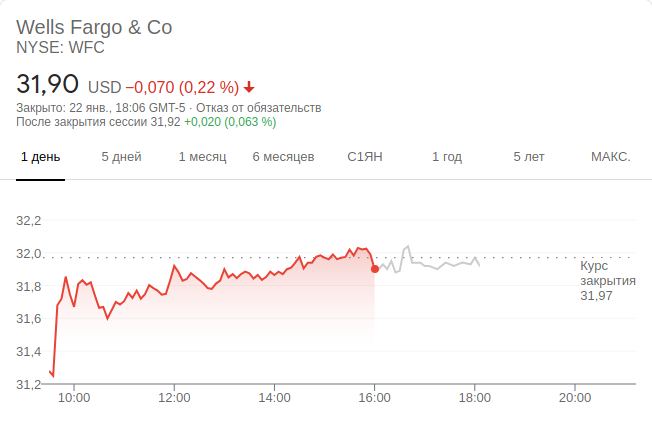 Wells Fargo & Co
NYSE: WFC
31,90 USD −0,070 (0,22 %)
Закрыто: 22 янв., 18:06 GMT-5 · Отказ от обязательств
После закрытия сессии 31,92 +0,020 (0,063 %)
1 день 5 дней 1 месяц 6 месяцев С1ЯН 1 год 5 лет МАКС.
32,2
32,0
31,8
31,6
31,4
31,2
Курс
закрытия
31,97
10:00 12:00 14:00 16:00 18:00 20:00